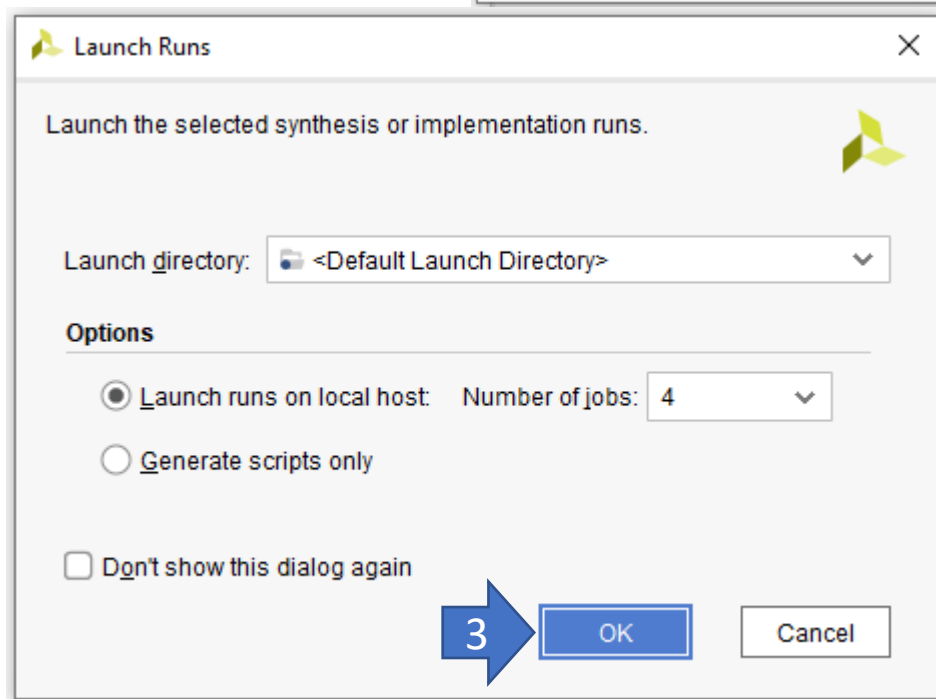 Launch Runs
Launch the selected synthesis or implementation runs.
Launch directory: <Default Launch Directory>
Options
Launch runs on local host: Number of jobs: 4
Generate scripts only
Don't show this dialog again
3 OK Cancel